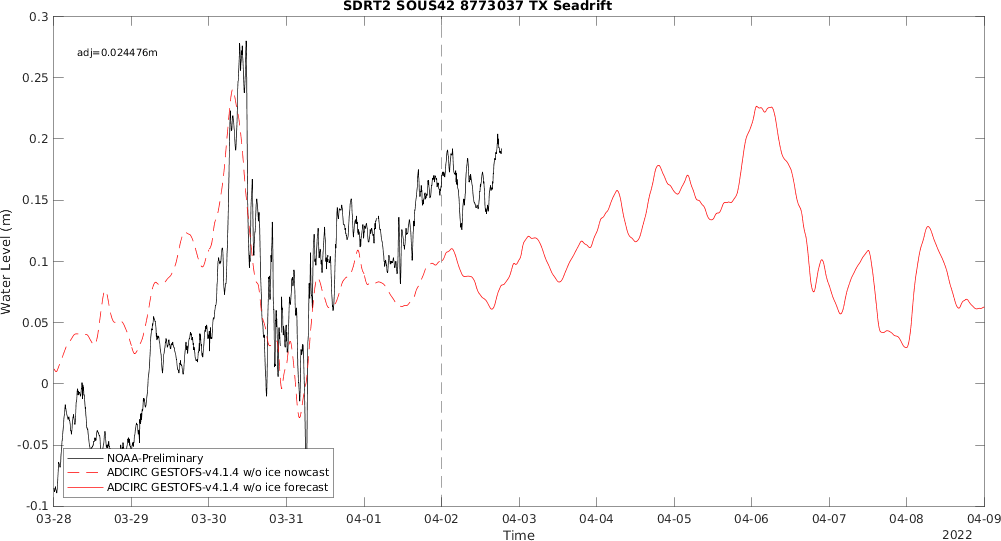 SDRT2 SOUS42 8773037 TX Seadrift
0.3
adj=0.024476m
0.25
0.2
0.15
0.1
0.05
0
-0.05
-0.1
Water Level (m)
NOAA-Preliminary
ADCIRC GESTOFS-v4.1.4 w/o ice nowcast
ADCIRC GESTOFS-v4.1.4 w/o ice forecast
03-28 03-29 03-30 03-31 04-01 04-02 04-03 04-04 04-05 04-06 04-07 04-08 04-09
Time
2022